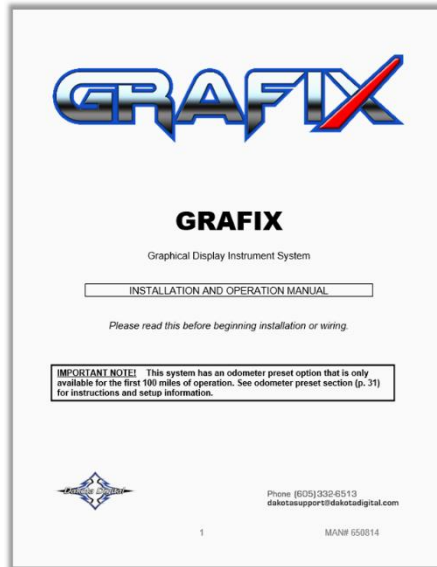 GRAFIX
GRAFIX
Graphical Display Instrument System
INSTALLATION AND OPERATION MANUAL
Please read this before beginning installation or wiring.
IMPORTANT NOTE! This system has an odometer preset option that is only
available for the first 100 miles of operation. See odometer preset section (p. 31)
for instructions and setup information.
Dakota Digital
Phone (605)332-6513
dakotasupport@dakotadigital.com
1
MAN# 650814